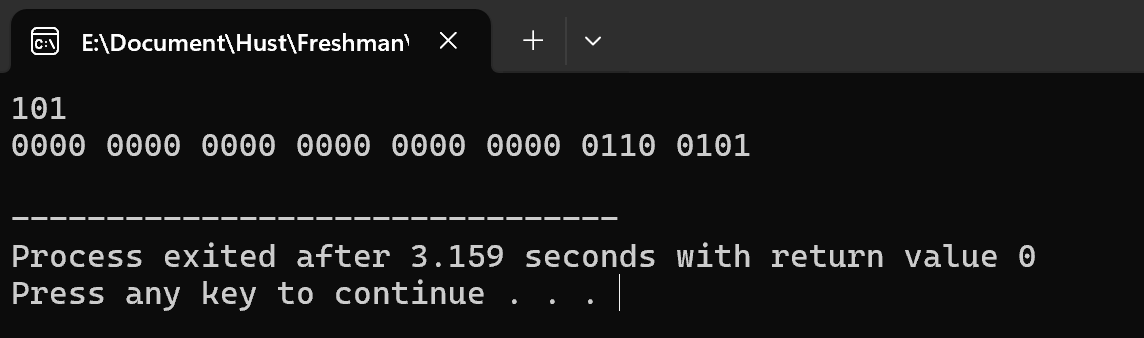 E:\Document\Hust\Freshman\
101
0000 0000 0000 0000 0000 0000 0110 0101
--------------------------------
Process exited after 3.159 seconds with return value 0
Press any key to continue . . .